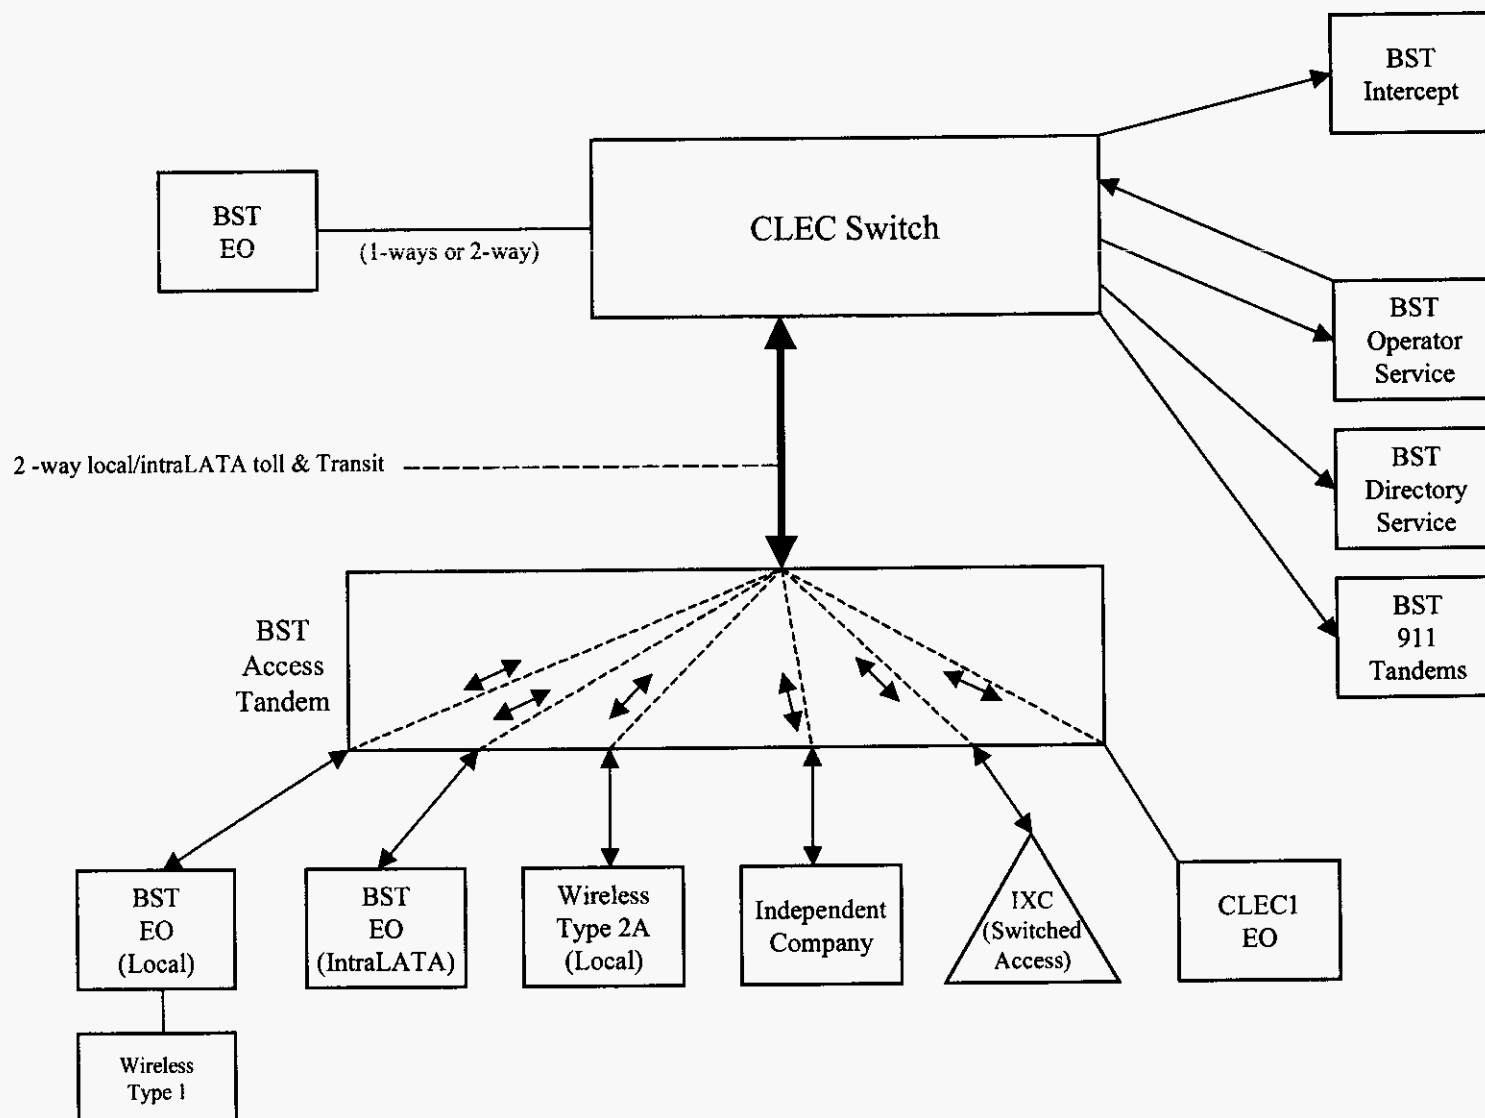 BST
Intercept
BST
EO
(1-ways or 2-way)
CLEC Switch
BST
Operator
Service
2 -way local/intraLATA toll & Transit
BST
Directory
Service
BST
911
Tandems
BST
Access
Tandem
BST
EO
(Local)
BST
EO
(IntraLATA)
Wireless
Type 2A
(Local)
Independent
Company
IXC
(Switched
Access)
CLEC1
EO
Wireless
Type 1